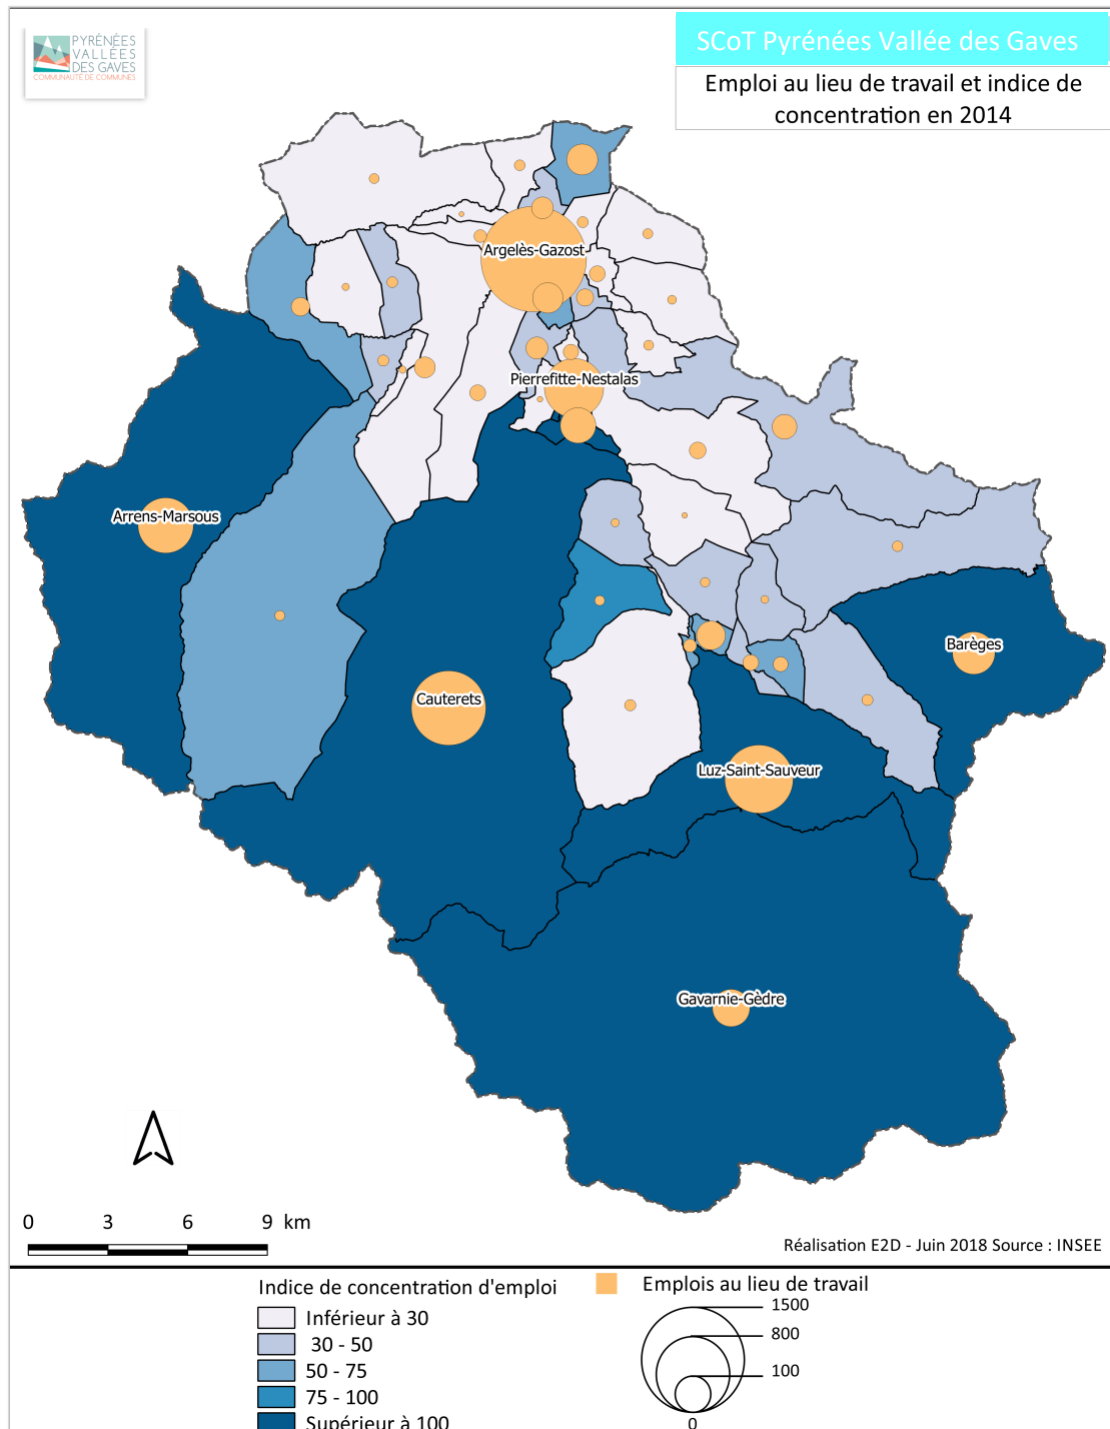 PYRÉNÉES
VALLÉES
DES GAVES
COMMUNAUTÉ DE COMMUNES
SCoT Pyrénées Vallée des Gaves
Emploi au lieu de travail et indice de
concentration en 2014
Argelès-Gazost
Pierrefitte-Nestalas
Arrens-Marsous
Barèges
Cauterets
Luz-Saint-Sauveur
Gavarnie-Gèdre
0 3 6 9 km
Réalisation E2D - Juin 2018 Source : INSEE
Indice de concentration d'emploi
Inférieur à 30
30 - 50
50 - 75
75 - 100
Supérieur à 100
Emplois au lieu de travail
1500
800
100
0